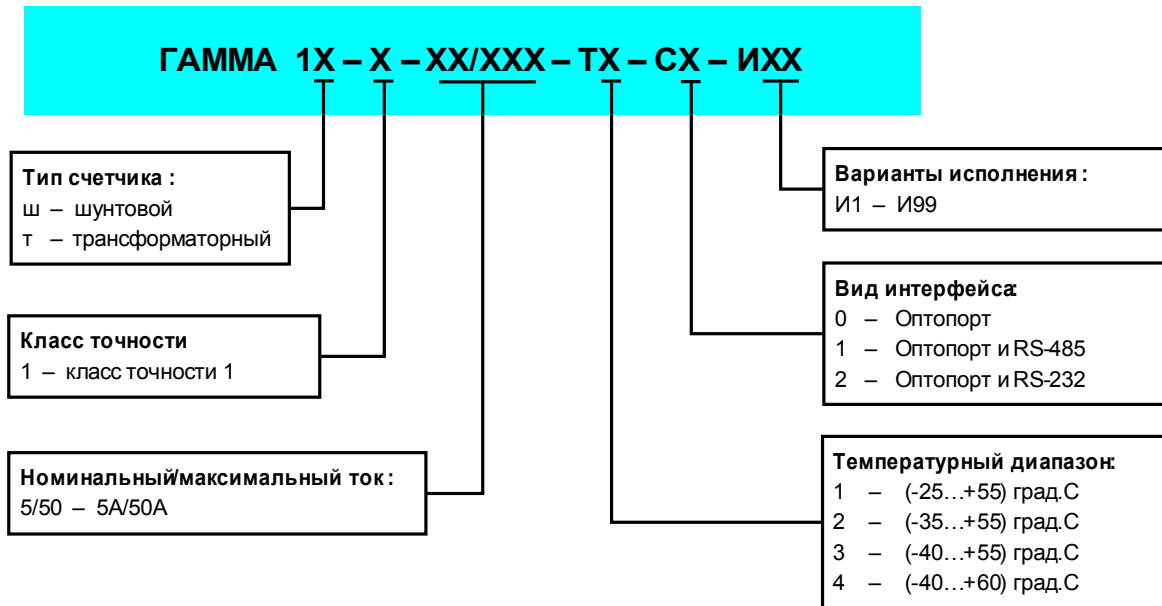 ГАММА 1Х – Х – ХХ/ХХХ – ТХ – СХ – ИХХ
Тип счетчика :
ш – шунтовой
т – трансформаторный
Класс точности
1 – класс точности 1
Номинальный/максимальный ток :
5/50 – 5А/50А
Варианты исполнения :
И1 – И99
Вид интерфейса:
0 – Оптопорт
1 – Оптопорт и RS-485
2 – Оптопорт и RS-232
Температурный диапазон:
1 – (-25…+55) град.С
2 – (-35…+55) град.С
3 – (-40…+55) град.С
4 – (-40…+60) град.С